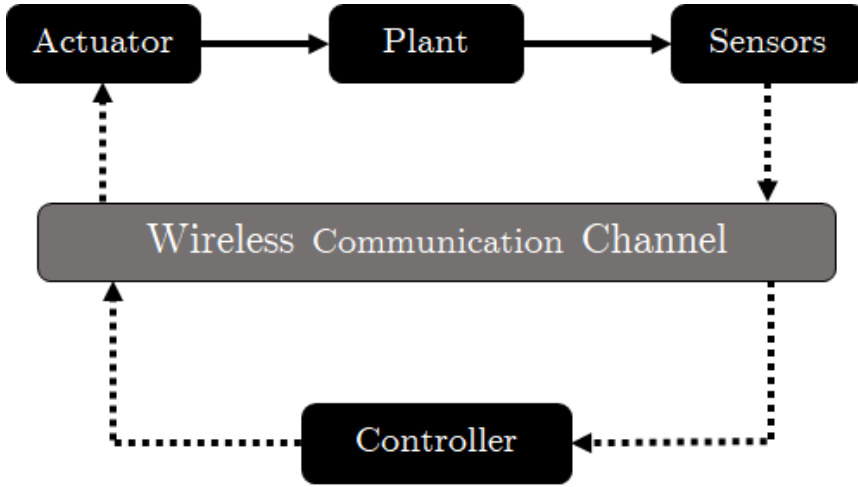 Actuator
Plant
Sensors
Wireless Communication Channel
Controller